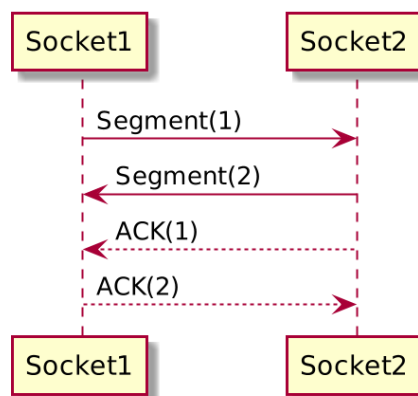 Socket1 Socket2
Segment(1)
Segment(2)
ACK(1)
ACK(2)
Socket1 Socket2